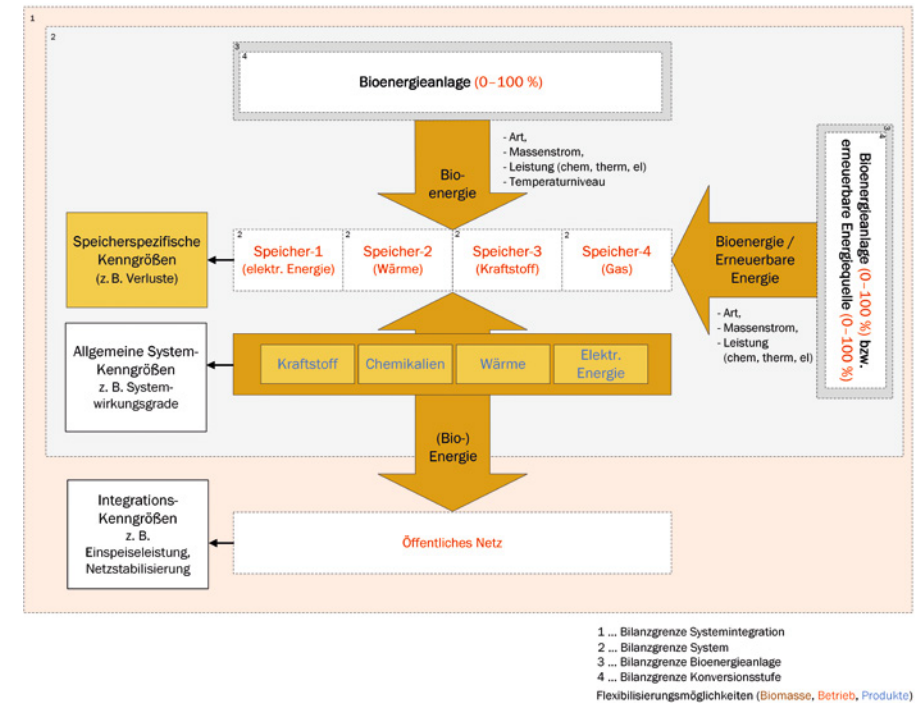 1
2
3
4
Bioenergieanlage (0–100 %)
- Art,
- Massenstrom,
- Leistung (chem, therm, el)
- Temperaturniveau
Bio-
energie
3
4
Bioenergieanlage (0–100 %) bzw.
erneuerbare Energiequelle (0–100 %)
Bioenergie /
Erneuerbare
Energie
- Art,
- Massenstrom,
- Leistung
(chem, therm, el)
Speicherspezifische
Kenngrößen
(z. B. Verluste)
2
Speicher-1
(elektr. Energie)
2
Speicher-2
(Wärme)
2
Speicher-3
(Kraftstoff)
2
Speicher-4
(Gas)
Allgemeine System-
Kenngrößen
z. B. System-
wirkungsgrade
Kraftstoff
Chemikalien
Wärme
Elektr.
Energie
(Bio-)
Energie
Integrations-
Kenngrößen
z. B.
Einspeiseleistung,
Netzstabilisierung
Öffentliches Netz
1 ... Bilanzgrenze Systemintegration
2 ... Bilanzgrenze System
3 ... Bilanzgrenze Bioenergieanlage
4 ... Bilanzgrenze Konversionsstufe
Flexibilisierungsmöglichkeiten (Biomasse, Betrieb, Produkte)